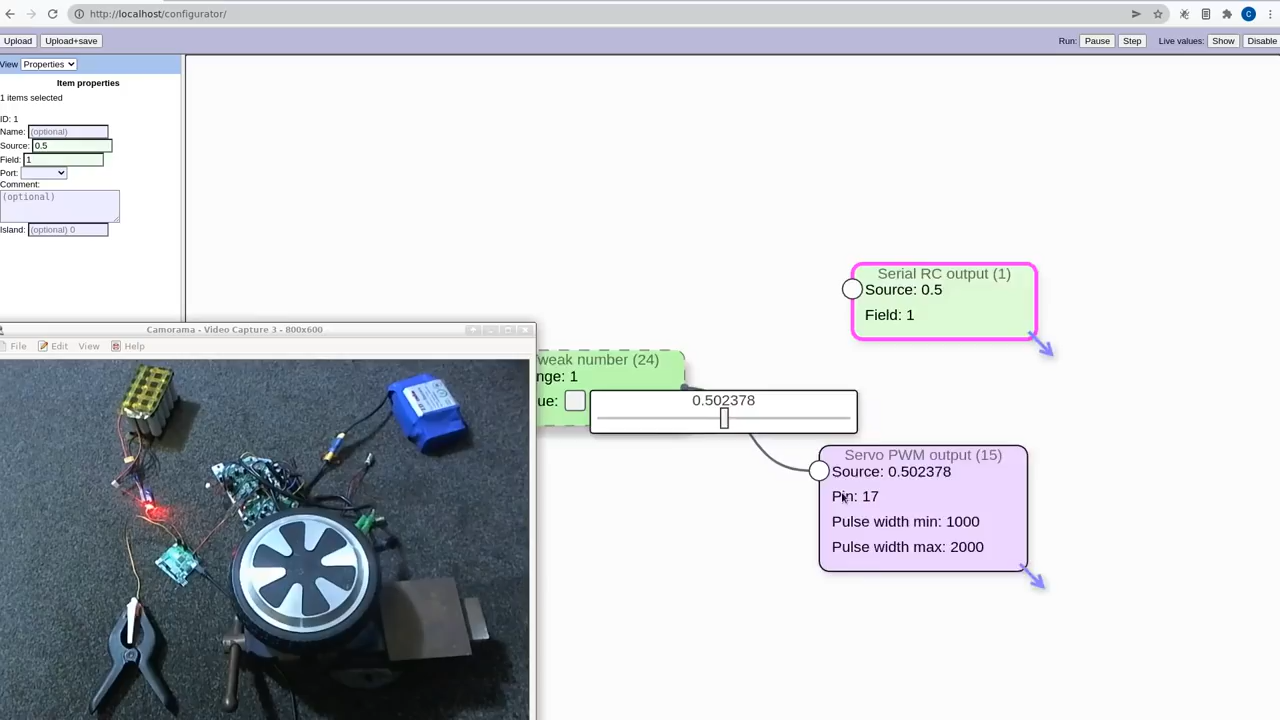 http://localhost/configurator/
Upload
Upload+save
Run:
Pause
Step
Live values:
Show
Disable
View
Properties
Item properties
1 items selected
ID: 1
Name: (optional)
Source: 0.5
Field: 1
Port:
Comment:
(optional)
Island: (optional) 0
Serial RC output (1)
Source: 0.5
Field: 1
Camorama - Video Capture 3 - 800x600
File
Edit
View
Help
weak number (24)
nge: 1
ue:
0.502378
Servo PWM output (15)
Source: 0.502378
Pin: 17
Pulse width min: 1000
Pulse width max: 2000